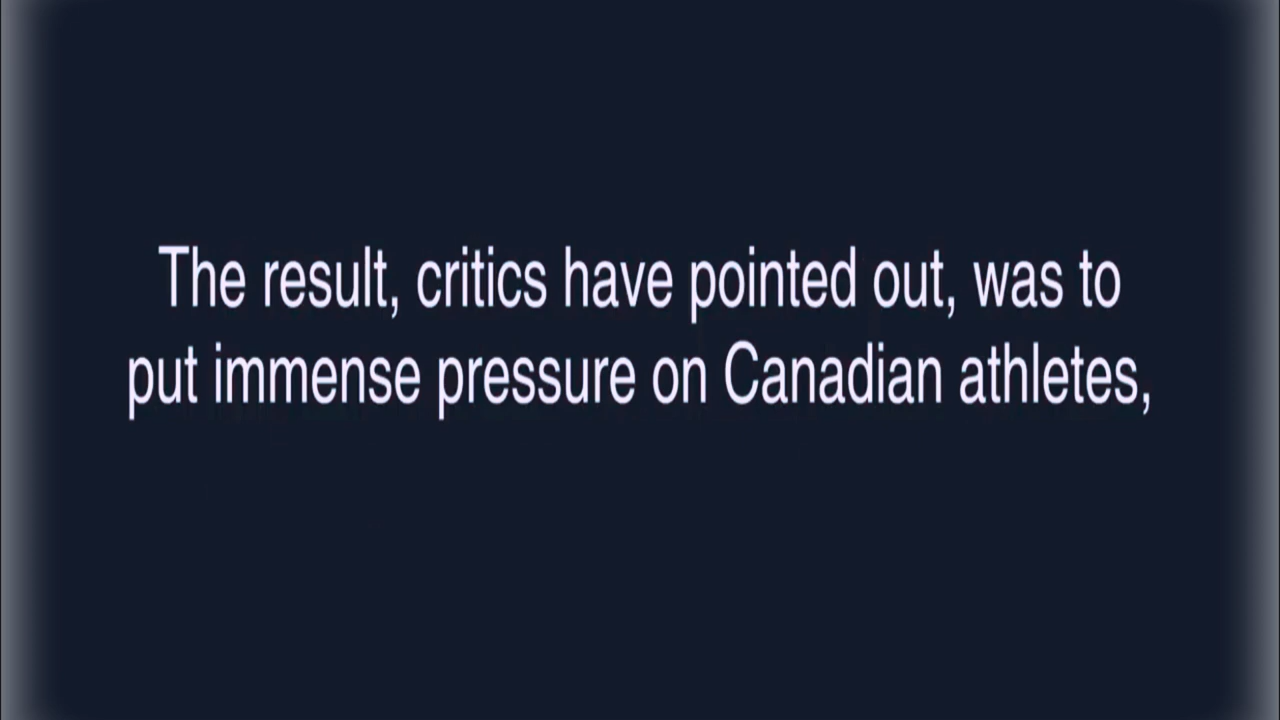 The result, critics have pointed out, was to
put immense pressure on Canadian athletes,